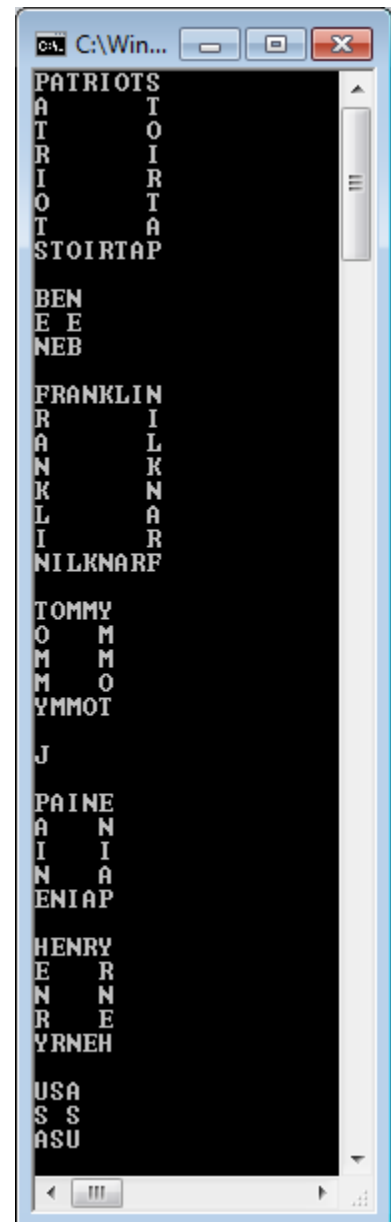 C:\Win...
PATRIOTS
A      T
T      O
R      I
I      R
O      T
T      A
STOIRTAP

BEN
E E
NEB

FRANKLIN
R      I
A      L
N      K
K      N
L      A
I      R
NILKNARF

TOMMY
O   M
M   M
M   O
YMMOT

J

PAINE
A   N
I   I
N   A
ENIAP

HENRY
E   R
N   N
R   E
YRNEH

USA
S S
ASU